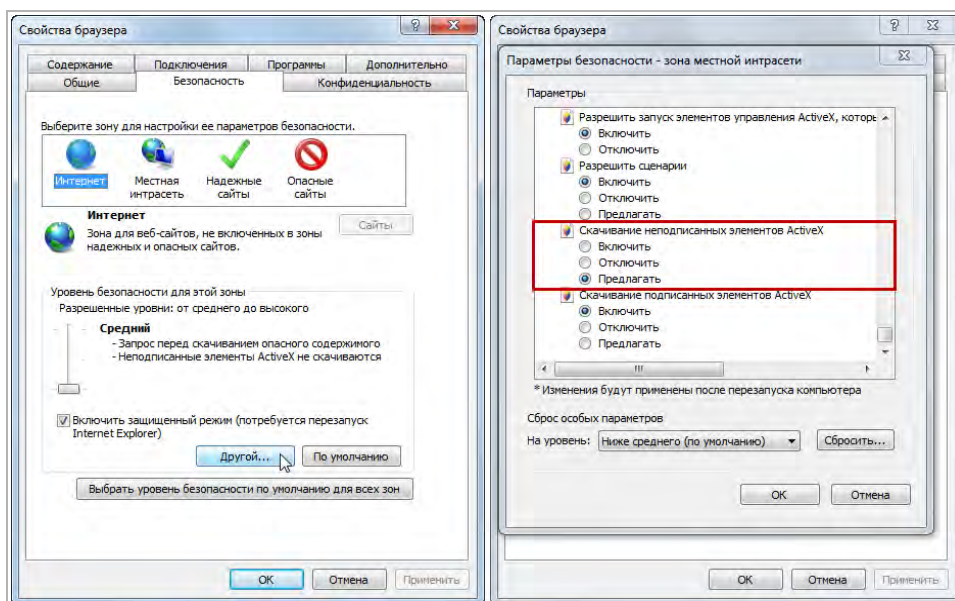 Свойства браузера
Содержание Подключения Программы Дополнительно
Общие Безопасность Конфиденциальность
Выберите зону для настройки ее параметров безопасности.
Интернет Местная интрасеть Надежные сайты Опасные сайты
Интернет
Сайты
Зона для веб-сайтов, не включенных в зоны
надежных и опасных сайтов.
Уровень безопасности для этой зоны
Разрешенные уровни: от среднего до высокого
Средний
- Запрос перед скачиванием опасного содержимого
- Неподписанные элементы ActiveX не скачиваются
Включить защищенный режим (потребуется перезапуск
Internet Explorer)
Другой... По умолчанию
Выбрать уровень безопасности по умолчанию для всех зон
ОК Отмена Применить
Свойства браузера
Параметры безопасности - зона местной интрасети
Параметры
Разрешить запуск элементов управления ActiveX, которы
Включить
Отключить
Разрешить сценарии
Включить
Отключить
Предлагать
Скачивание неподписанных элементов ActiveX
Включить
Отключить
Предлагать
Скачивание подписанных элементов ActiveX
Включить
Отключить
Предлагать
* Изменения будут применены после перезапуска компьютера
Сброс особых параметров
На уровень: Ниже среднего (по умолчанию) Сбросить...
ОК Отмена
ОК Отмена Применить